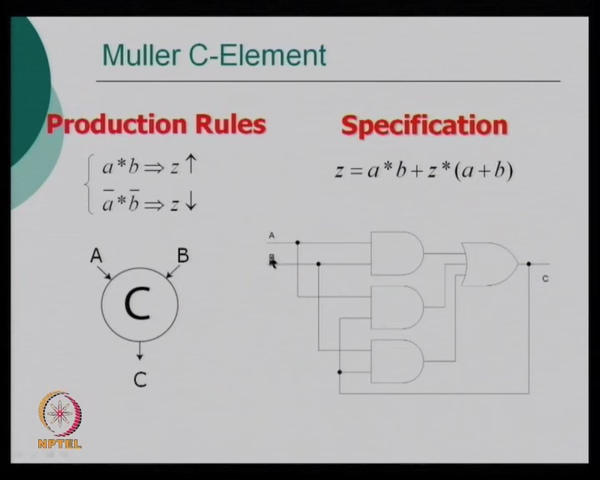 Muller C-Element
Production Rules
a * b ⇒ z ↑
a̅ * b̅ ⇒ z ↓
A B
C
C
Specification
z = a * b + z * (a + b)
A
B
C
NPTEL